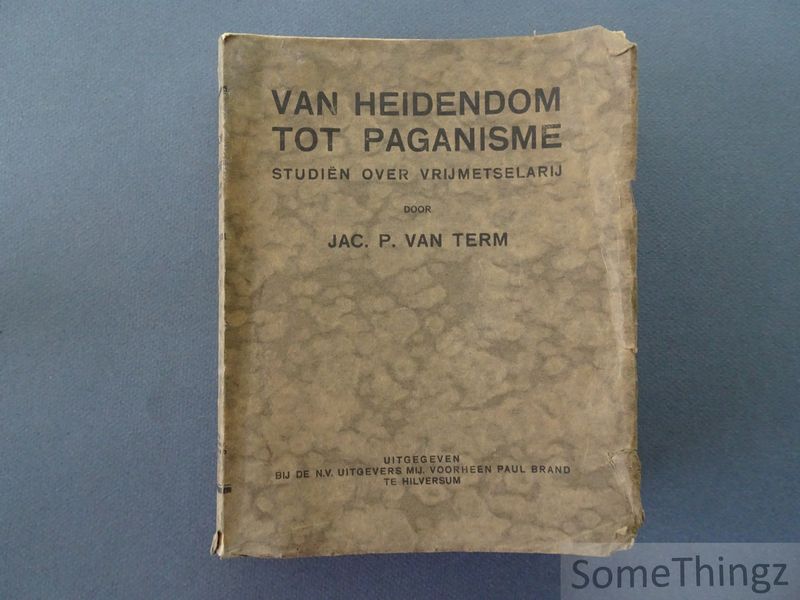 VAN HEIDENDOM
TOT PAGANISME
STUDIËN OVER VRIJMETSELARIJ
DOOR
JAC. P. VAN TERM
UITGEGEVEN
BIJ DE N.V. UITGEVERS MIJ. VOORHEEN PAUL BRAND
TE HILVERSUM
SomeThingz